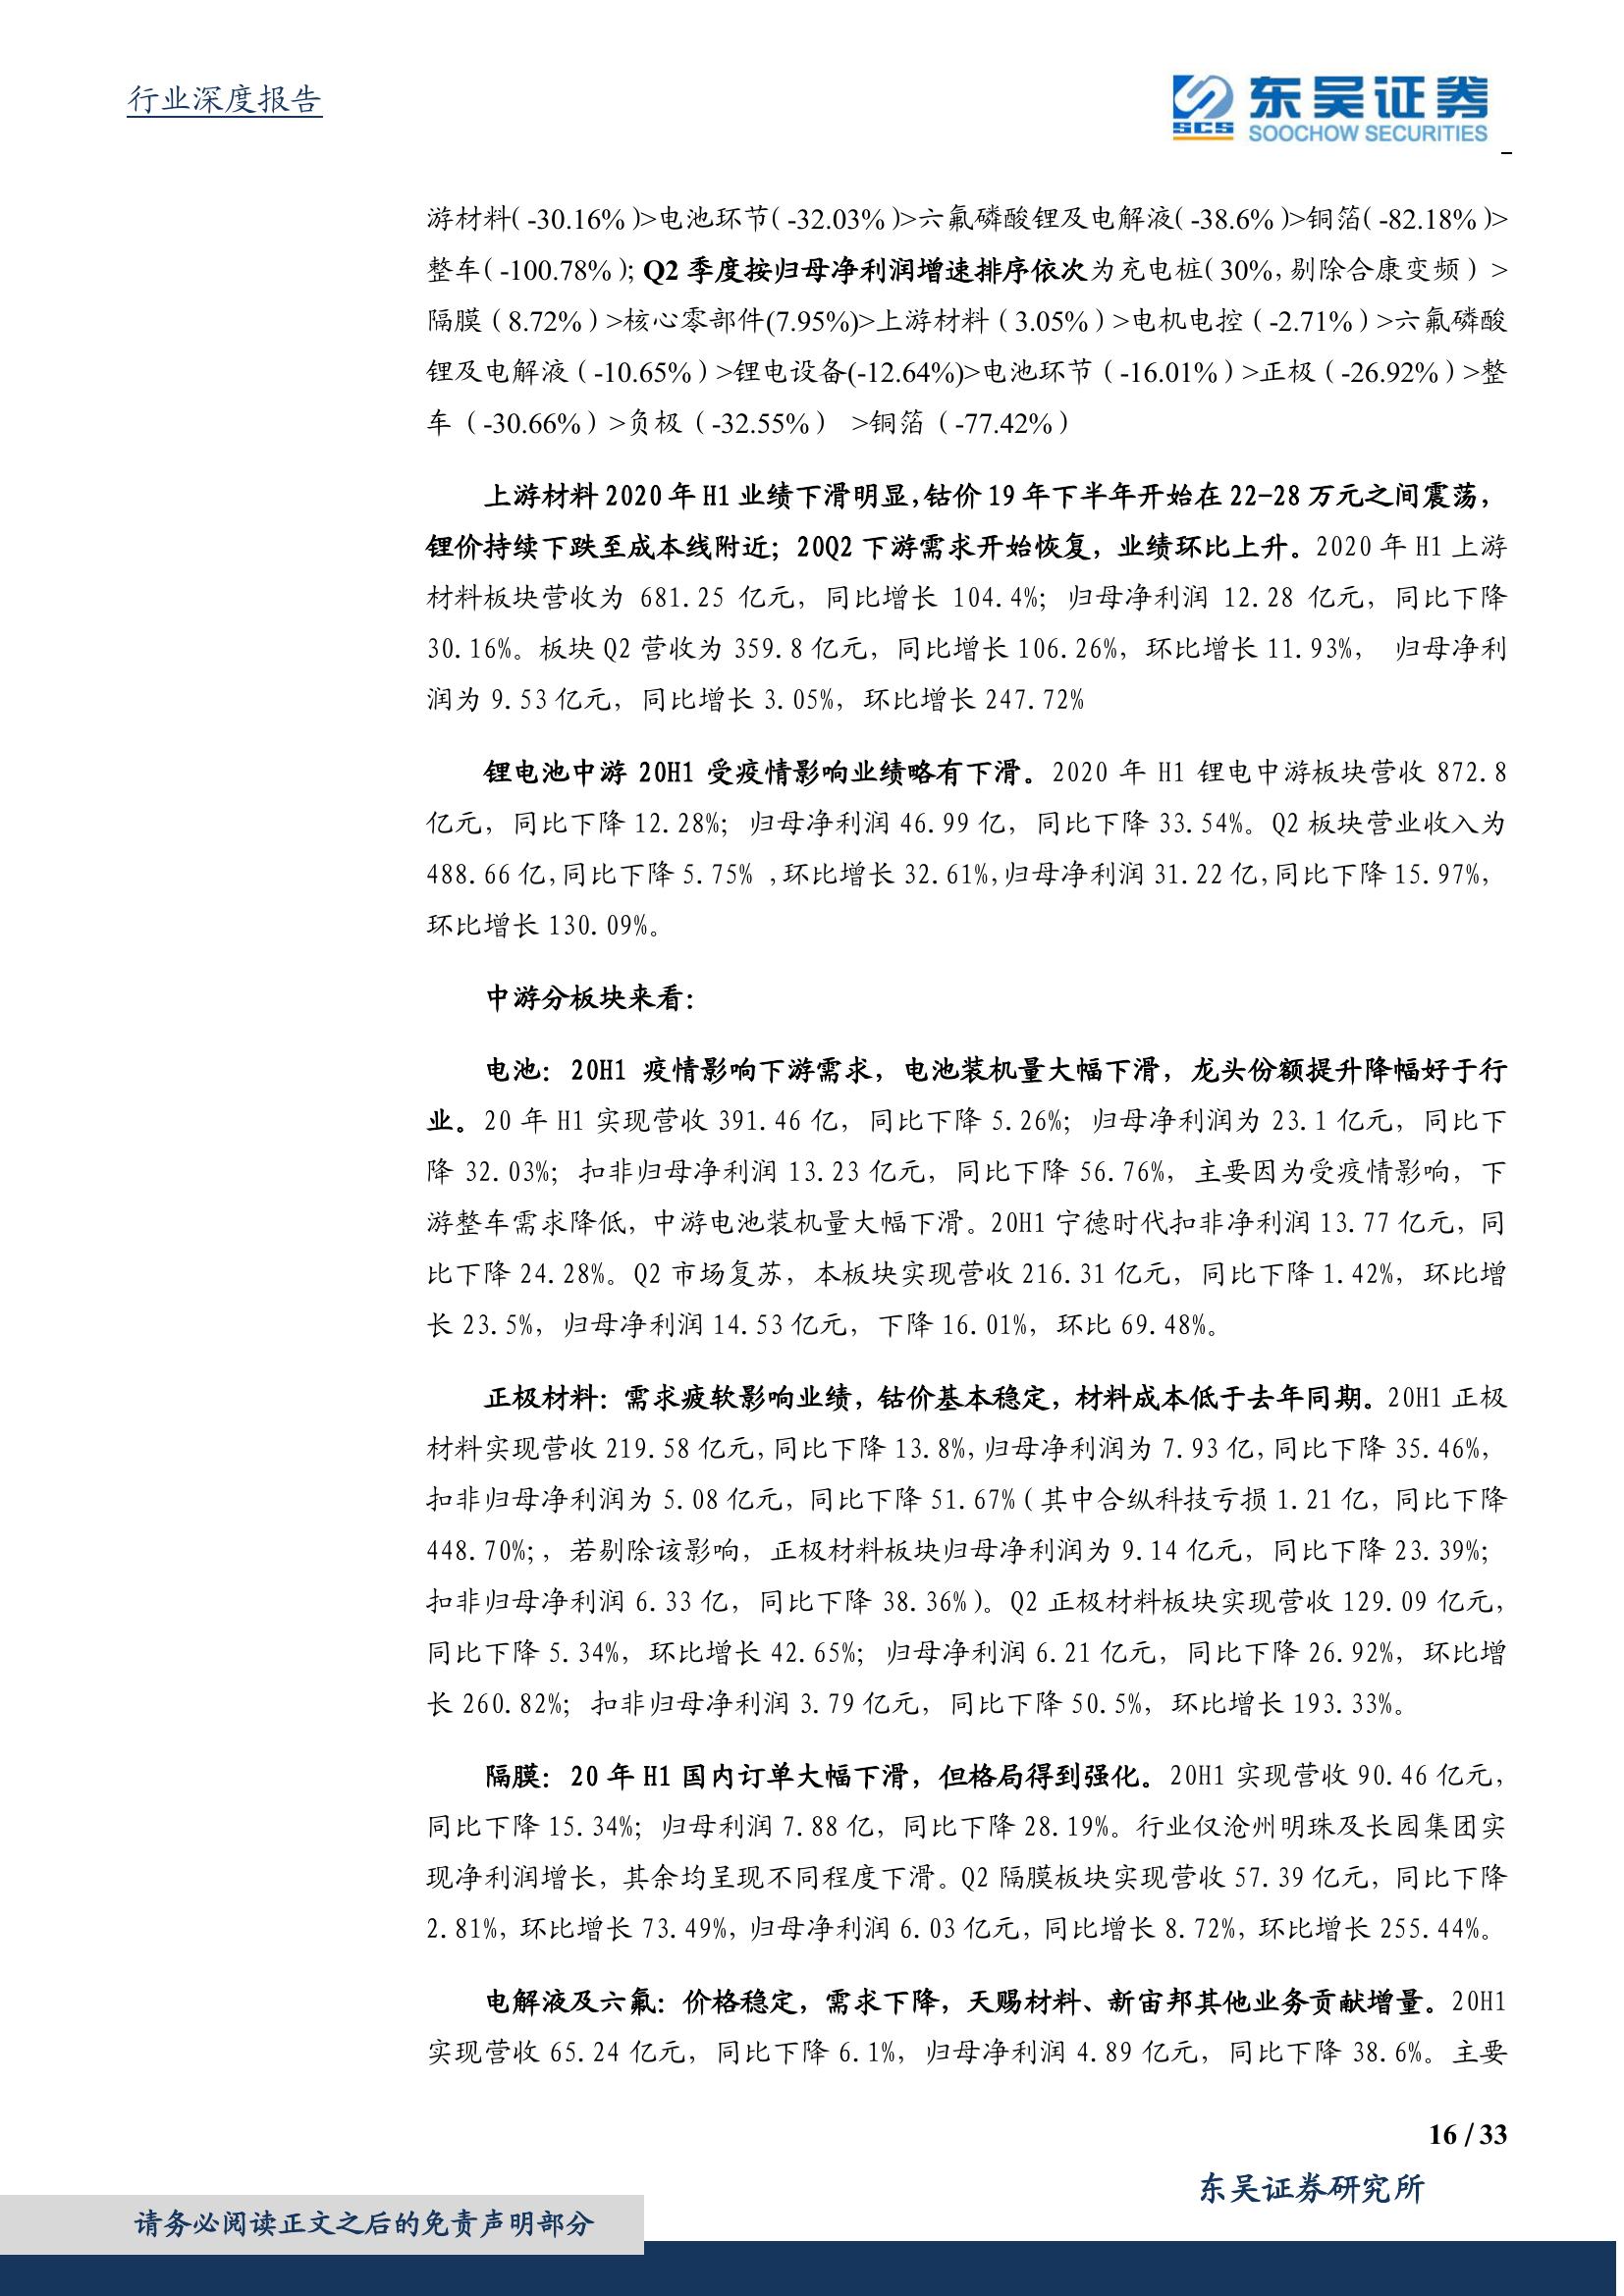 行业深度报告
SCS 东吴证券
SOOCHOW SECURITIES
游材料(-30.16%)>电池环节(-32.03%)>六氟磷酸锂及电解液(-38.6%)>铜箔(-82.18%)>
整车(-100.78%);Q2 季度按归母净利润增速排序依次为充电桩(30%,剔除合康变频)>
隔膜(8.72%)>核心零部件(7.95%)>上游材料(3.05%)>电机电控(-2.71%)>六氟磷酸
锂及电解液(-10.65%)>锂电设备(-12.64%)>电池环节(-16.01%)>正极(-26.92%)>整
车(-30.66%)>负极(-32.55%) >铜箔(-77.42%)
上游材料 2020 年 H1 业绩下滑明显,钴价 19 年下半年开始在 22-28 万元之间震荡,
锂价持续下跌至成本线附近;20Q2 下游需求开始恢复,业绩环比上升。2020 年 H1 上游
材料板块营收为 681.25 亿元,同比增长 104.4%;归母净利润 12.28 亿元,同比下降
30.16%。板块 Q2 营收为 359.8 亿元,同比增长 106.26%,环比增长 11.93%, 归母净利
润为 9.53 亿元,同比增长 3.05%,环比增长 247.72%
锂电池中游 20H1 受疫情影响业绩略有下滑。2020 年 H1 锂电中游板块营收 872.8
亿元,同比下降 12.28%;归母净利润 46.99 亿,同比下降 33.54%。Q2 板块营业收入为
488.66 亿,同比下降 5.75% ,环比增长 32.61%,归母净利润 31.22 亿,同比下降 15.97%,
环比增长 130.09%。
中游分板块来看:
电池:20H1 疫情影响下游需求,电池装机量大幅下滑,龙头份额提升降幅好于行
业。20 年 H1 实现营收 391.46 亿,同比下降 5.26%;归母净利润为 23.1 亿元,同比下
降 32.03%;扣非归母净利润 13.23 亿元,同比下降 56.76%,主要因为受疫情影响,下
游整车需求降低,中游电池装机量大幅下滑。20H1 宁德时代扣非净利润 13.77 亿元,同
比下降 24.28%。Q2 市场复苏,本板块实现营收 216.31 亿元,同比下降 1.42%,环比增
长 23.5%,归母净利润 14.53 亿元,下降 16.01%,环比 69.48%。
正极材料:需求疲软影响业绩,钴价基本稳定,材料成本低于去年同期。20H1 正极
材料实现营收 219.58 亿元,同比下降 13.8%,归母净利润为 7.93 亿,同比下降 35.46%,
扣非归母净利润为 5.08 亿元,同比下降 51.67%(其中合纵科技亏损 1.21 亿,同比下降
448.70%;,若剔除该影响,正极材料板块归母净利润为 9.14 亿元,同比下降 23.39%;
扣非归母净利润 6.33 亿,同比下降 38.36%)。Q2 正极材料板块实现营收 129.09 亿元,
同比下降 5.34%,环比增长 42.65%;归母净利润 6.21 亿元,同比下降 26.92%,环比增
长 260.82%;扣非归母净利润 3.79 亿元,同比下降 50.5%,环比增长 193.33%。
隔膜:20 年 H1 国内订单大幅下滑,但格局得到强化。20H1 实现营收 90.46 亿元,
同比下降 15.34%;归母利润 7.88 亿,同比下降 28.19%。行业仅沧州明珠及长园集团实
现净利润增长,其余均呈现不同程度下滑。Q2 隔膜板块实现营收 57.39 亿元,同比下降
2.81%,环比增长 73.49%,归母净利润 6.03 亿元,同比增长 8.72%,环比增长 255.44%。
电解液及六氟:价格稳定,需求下降,天赐材料、新宙邦其他业务贡献增量。20H1
实现营收 65.24 亿元,同比下降 6.1%,归母净利润 4.89 亿元,同比下降 38.6%。主要
16 / 33
东吴证券研究所
请务必阅读正文之后的免责声明部分